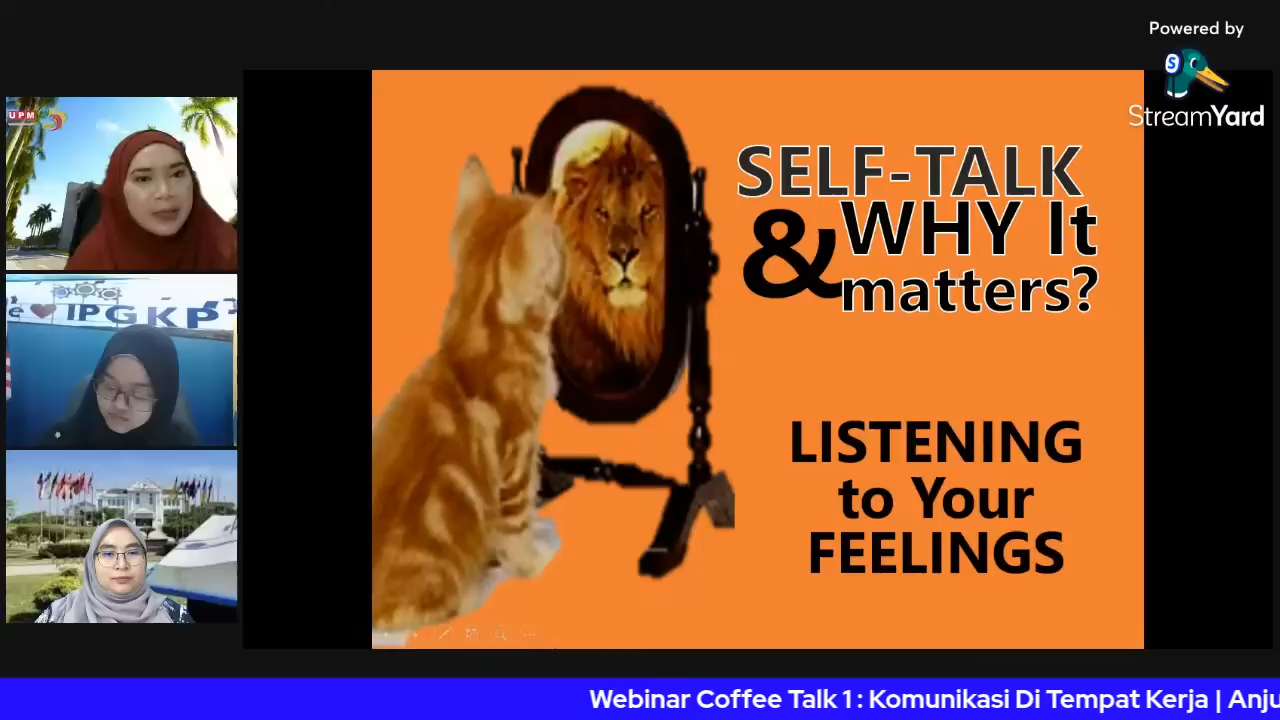 Powered by
S
StreamYard
UPM
IPGKP
SELF-TALK
& WHY It
matters?
LISTENING
to Your
FEELINGS
Webinar Coffee Talk 1 : Komunikasi Di Tempat Kerja | Anju